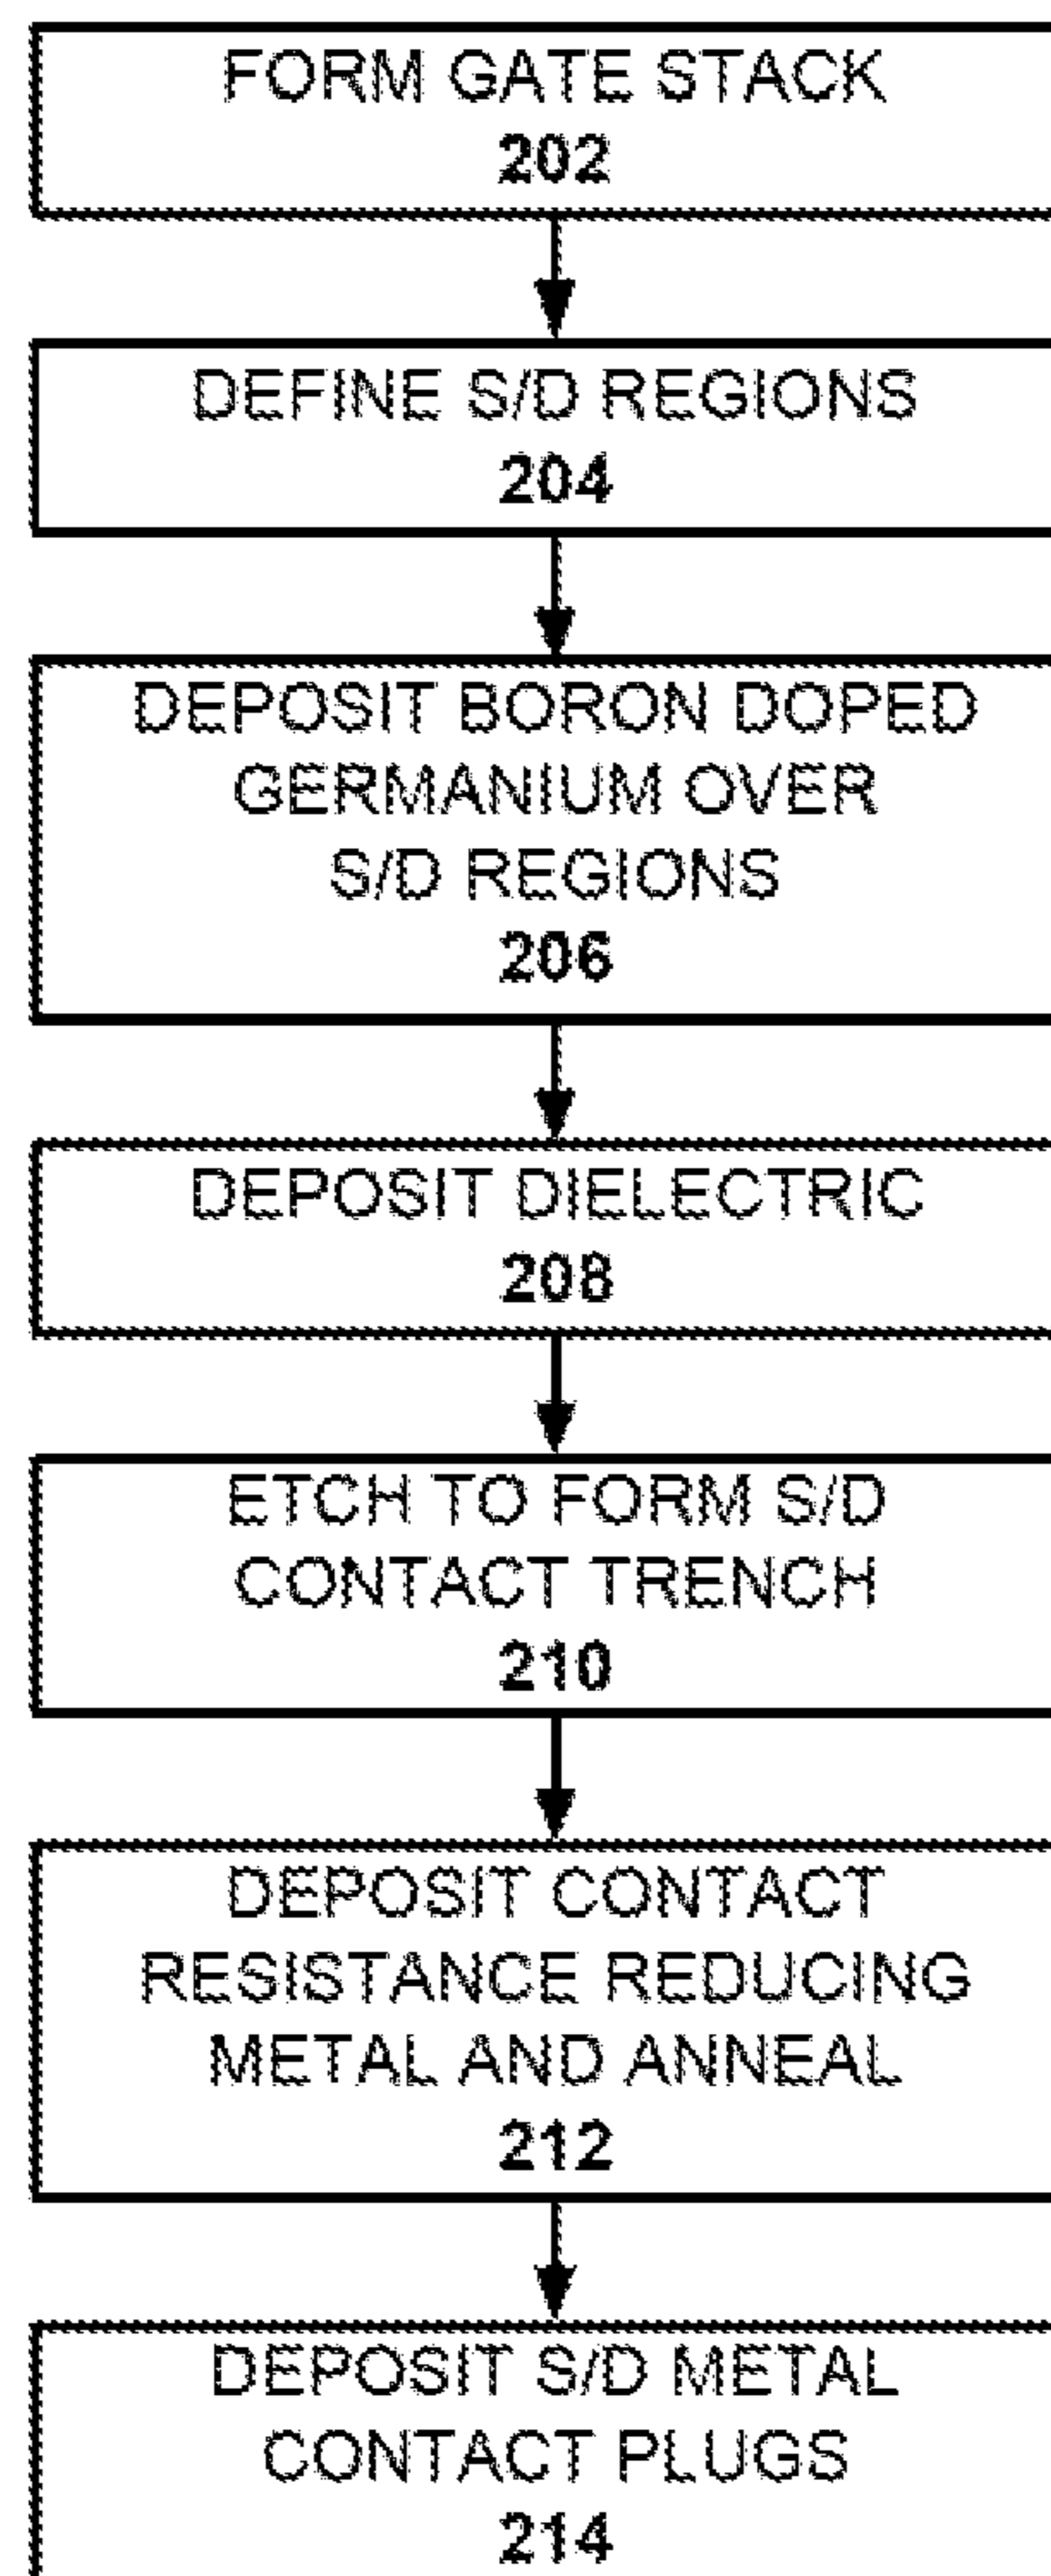 FORM GATE STACK
202
DEFINE S/D REGIONS
204
DEPOSIT BORON DOPED
GERMANIUM OVER
S/D REGIONS
206
DEPOSIT DIELECTRIC
208
ETCH TO FORM S/D
CONTACT TRENCH
210
DEPOSIT CONTACT
RESISTANCE REDUCING
METAL AND ANNEAL
212
DEPOSIT S/D METAL
CONTACT PLUGS
214